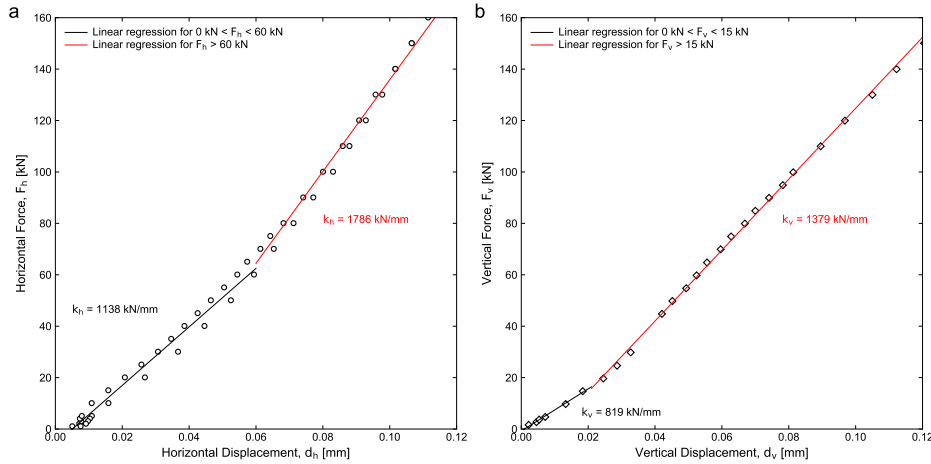 a
Linear regression for 0 kN < F_h < 60 kN
Linear regression for F_h > 60 kN
160
140
120
100
80
60
40
20
0
Horizontal Force, F_h [kN]
k_h = 1786 kN/mm
k_h = 1138 kN/mm
0.00 0.02 0.04 0.06 0.08 0.10 0.12
Horizontal Displacement, d_h [mm]
b
Linear regression for 0 kN < F_v < 15 kN
Linear regression for F_v > 15 kN
160
140
120
100
80
60
40
20
0
Vertical Force, F_v [kN]
k_v = 1379 kN/mm
k_v = 819 kN/mm
0.00 0.02 0.04 0.06 0.08 0.10 0.12
Vertical Displacement, d_v [mm]